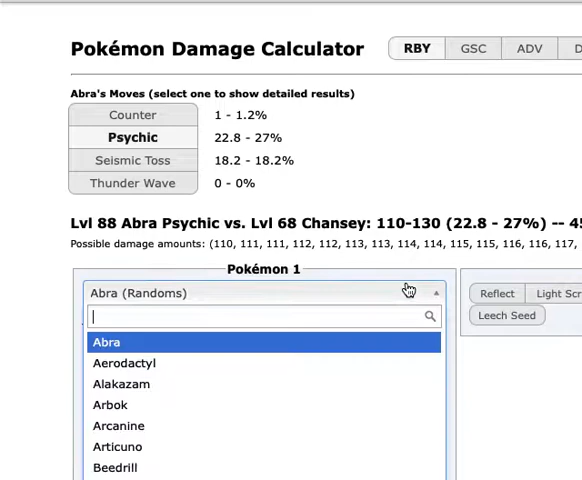 Pokémon Damage Calculator
RBY GSC ADV
Abra's Moves (select one to show detailed results)
Counter 1 - 1.2%
Psychic 22.8 - 27%
Seismic Toss 18.2 - 18.2%
Thunder Wave 0 - 0%
Lvl 88 Abra Psychic vs. Lvl 68 Chansey: 110-130 (22.8 - 27%) -- 45
Possible damage amounts: (110, 111, 111, 112, 112, 113, 113, 114, 114, 115, 115, 116, 116, 117,
Pokémon 1
Abra (Randoms)
Reflect Light Scr
Leech Seed
Abra
Aerodactyl
Alakazam
Arbok
Arcanine
Articuno
Beedrill